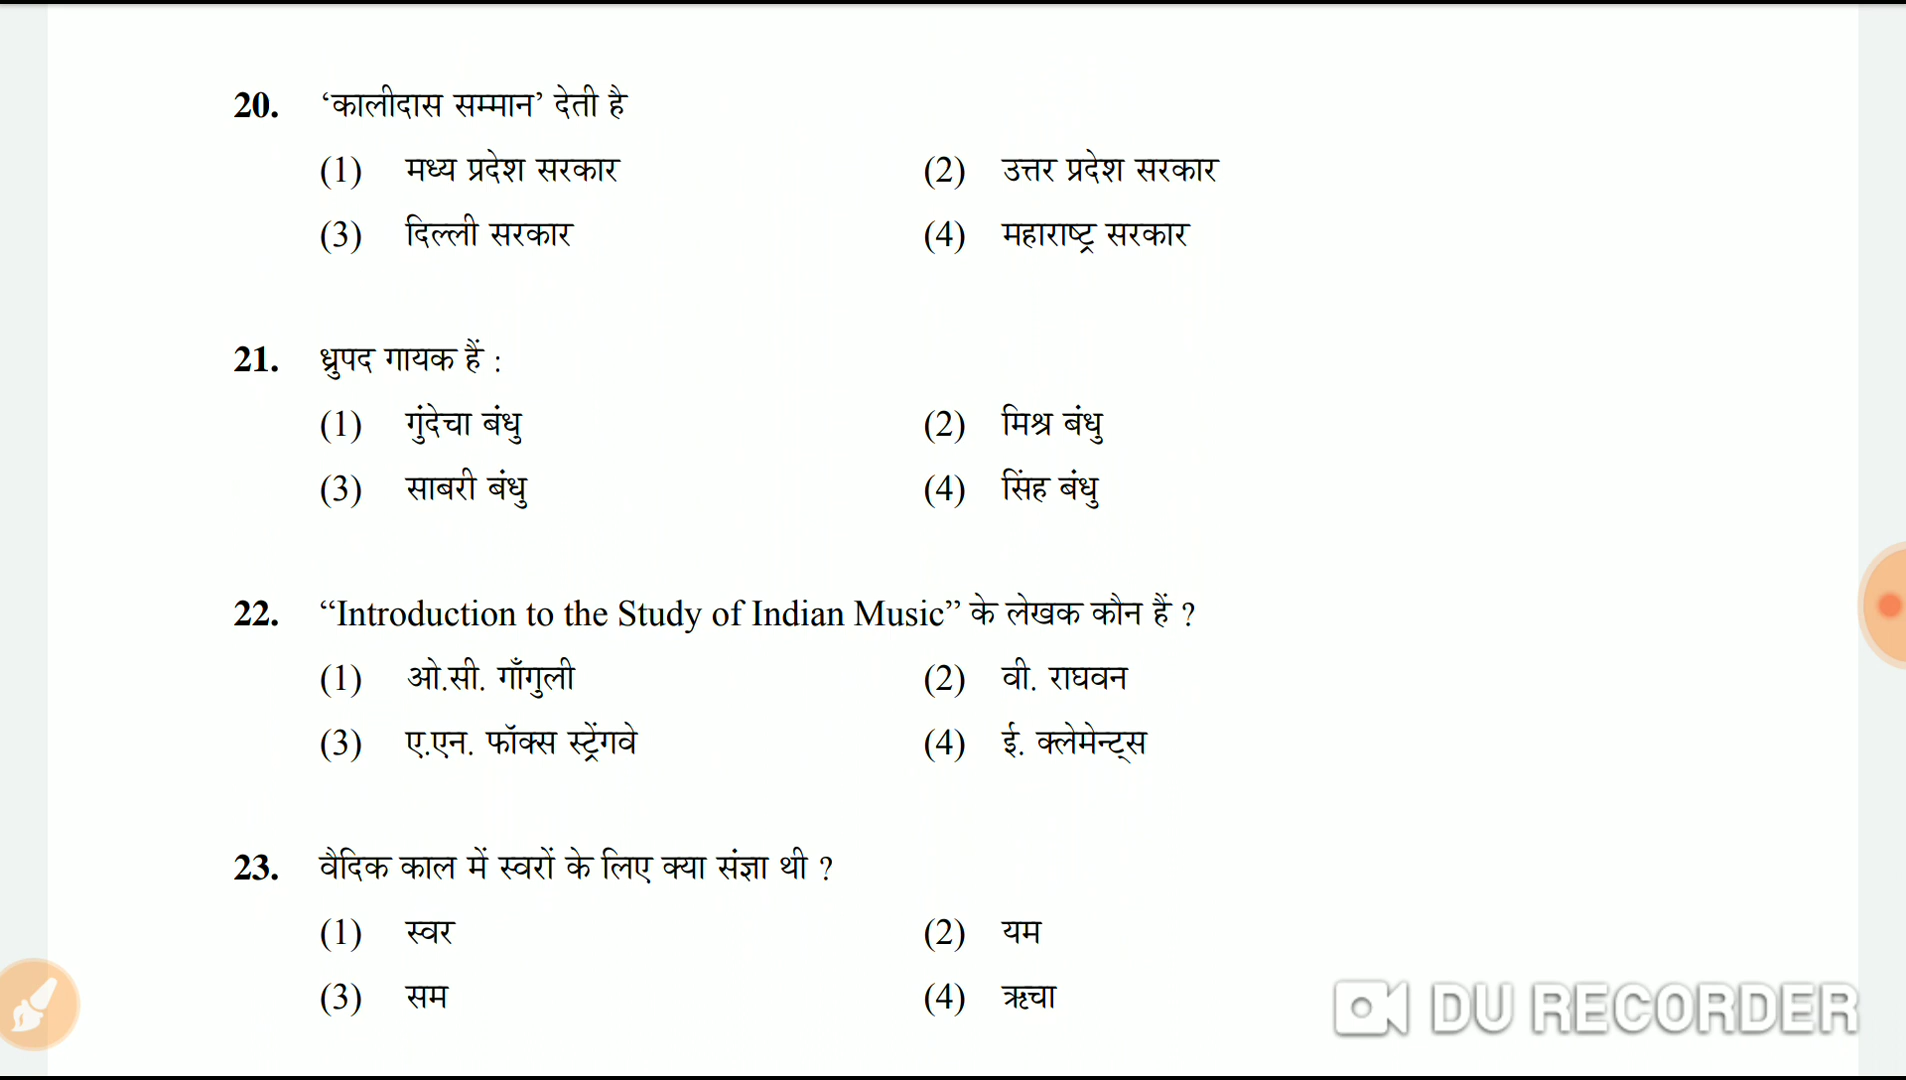 20. ‘कालीदास सम्मान’ देती है
(1) मध्य प्रदेश सरकार (2) उत्तर प्रदेश सरकार
(3) दिल्ली सरकार (4) महाराष्ट्र सरकार
21. ध्रुपद गायक हैं :
(1) गुंदेचा बंधु (2) मिश्र बंधु
(3) साबरी बंधु (4) सिंह बंधु
22. “Introduction to the Study of Indian Music” के लेखक कौन हैं ?
(1) ओ.सी. गाँगुली (2) वी. राघवन
(3) ए.एन. फॉक्स स्ट्रेंगवे (4) ई. क्लेमेन्ट्स
23. वैदिक काल में स्वरों के लिए क्या संज्ञा थी ?
(1) स्वर (2) यम
(3) सम (4) ऋचा
DU RECORDER